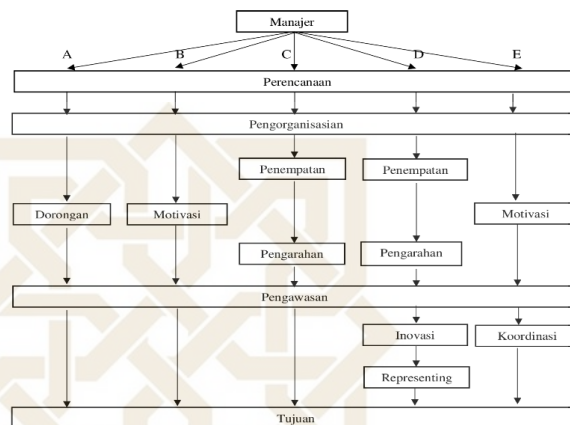 Manajer
A B C D E
Perencanaan
Pengorganisasian
Penempatan Penempatan
Dorongan Motivasi Motivasi
Pengarahan Pengarahan
Pengawasan
Inovasi Koordinasi
Representing
Tujuan